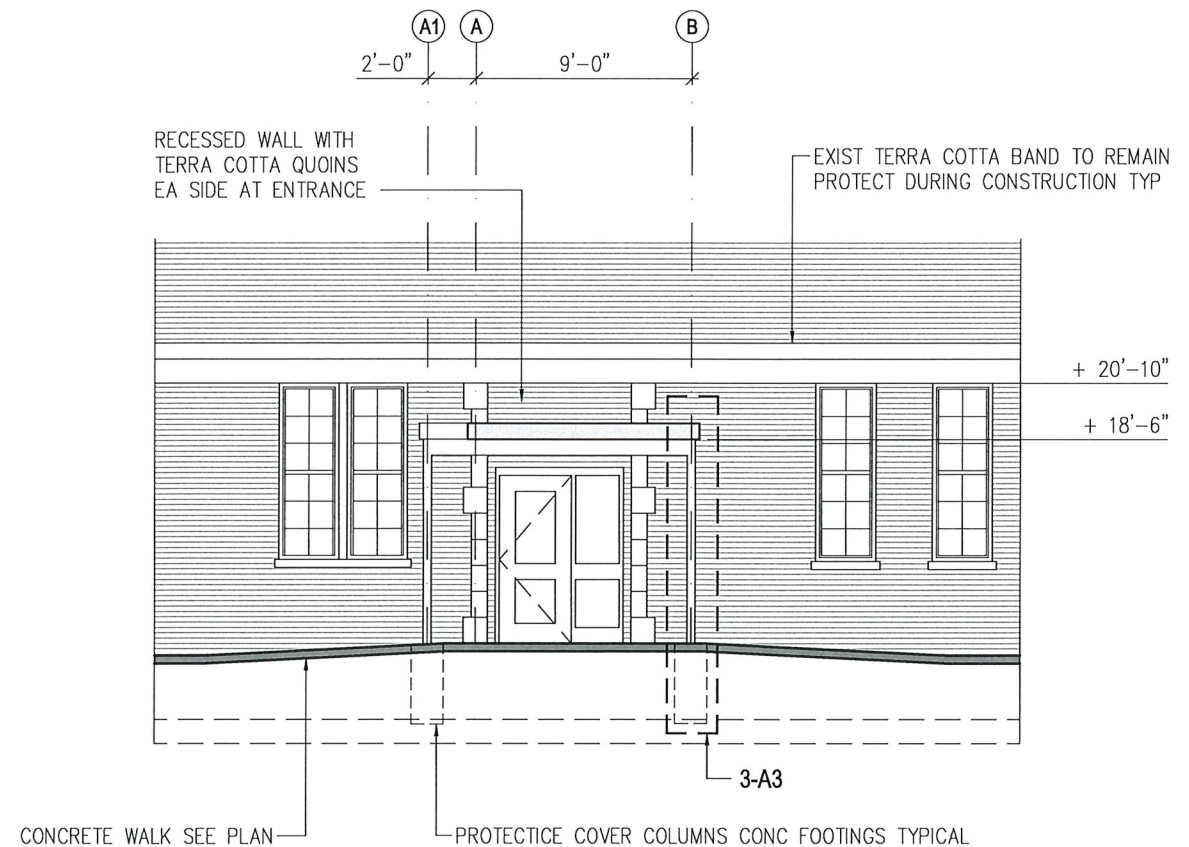 A1 A B
2'-0" 9'-0"
RECESSED WALL WITH
TERRA COTTA QUOINS
EA SIDE AT ENTRANCE
EXIST TERRA COTTA BAND TO REMAIN
PROTECT DURING CONSTRUCTION TYP
+ 20'-10"
+ 18'-6"
3-A3
CONCRETE WALK SEE PLAN
PROTECTICE COVER COLUMNS CONC FOOTINGS TYPICAL